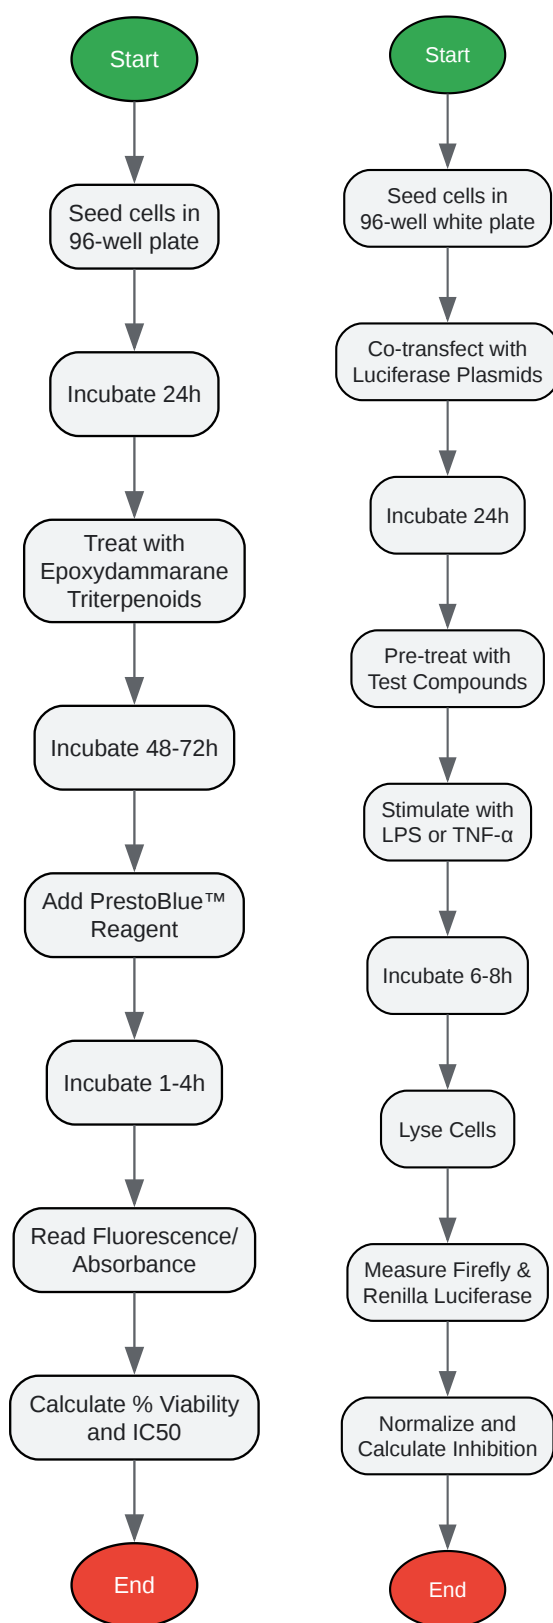 Start
Seed cells in
96-well plate
Incubate 24h
Treat with
Epoxydammarane
Triterpenoids
Incubate 48-72h
Add PrestoBlue™
Reagent
Incubate 1-4h
Read Fluorescence/
Absorbance
Calculate % Viability
and IC50
End
Start
Seed cells in
96-well white plate
Co-transfect with
Luciferase Plasmids
Incubate 24h
Pre-treat with
Test Compounds
Stimulate with
LPS or TNF-α
Incubate 6-8h
Lyse Cells
Measure Firefly &
Renilla Luciferase
Normalize and
Calculate Inhibition
End